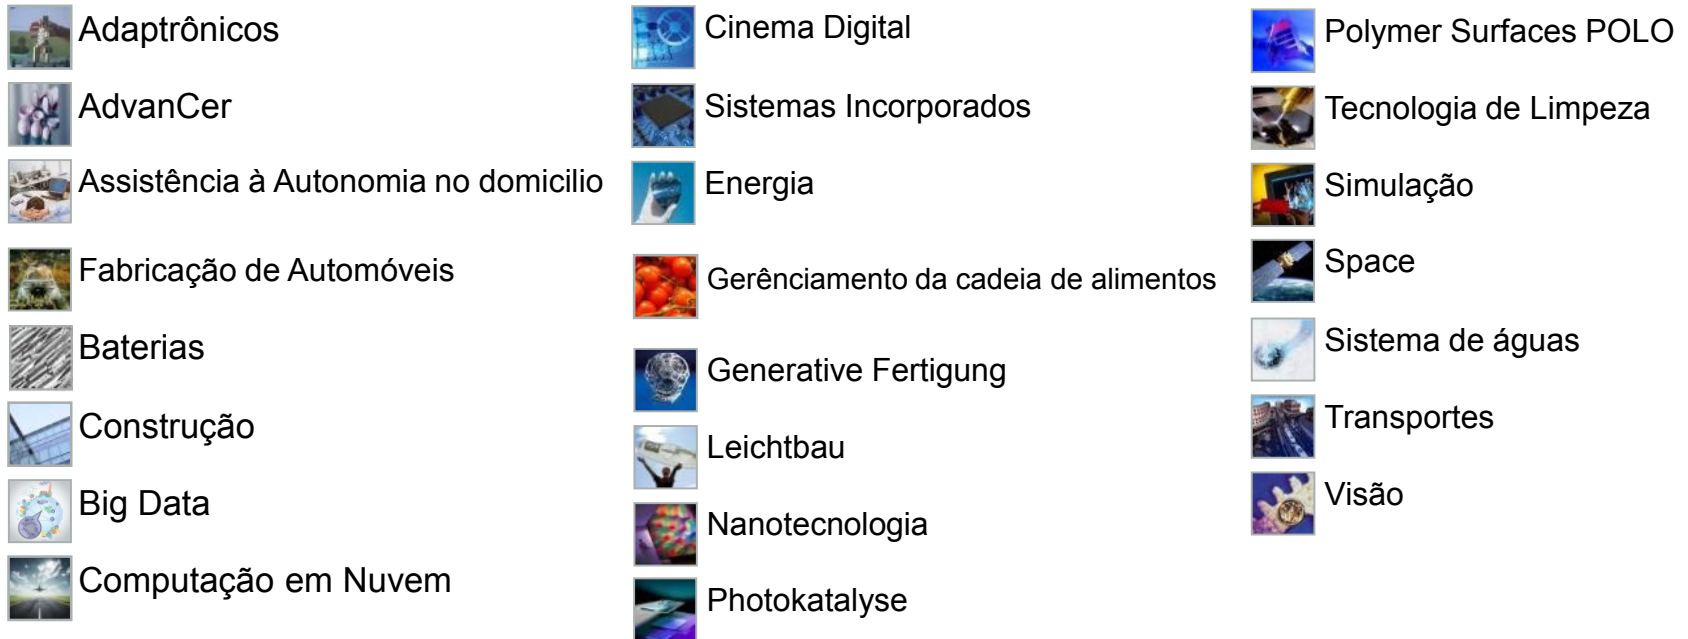 Adaptrônicos
AdvanCer
Assistência à Autonomia no domicilio
Fabricação de Automóveis
Baterias
Construção
Big Data
Computação em Nuvem
Cinema Digital
Sistemas Incorporados
Energia
Gerênciamento da cadeia de alimentos
Generative Fertigung
Leichtbau
Nanotecnologia
Photokatalyse
Polymer Surfaces POLO
Tecnologia de Limpeza
Simulação
Space
Sistema de águas
Transportes
Visão